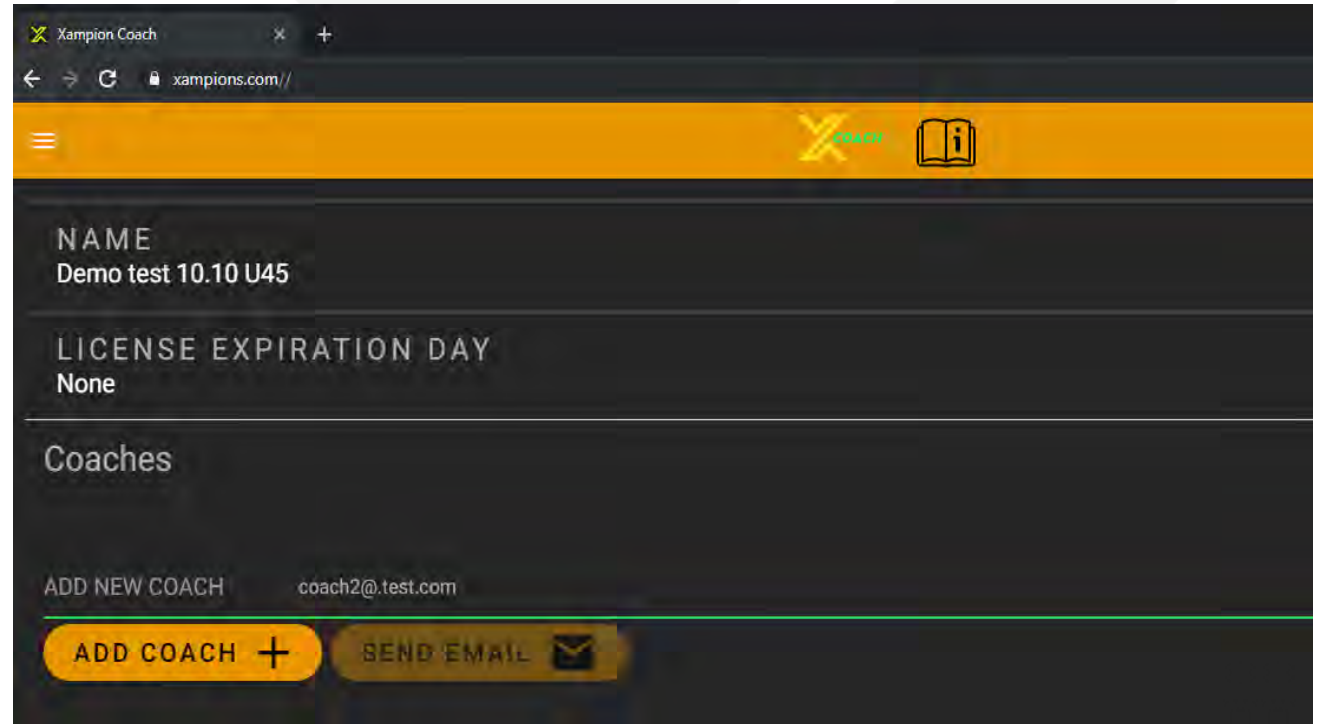 Xampion Coach
xampions.com//
X COACH i
NAME
Demo test 10.10 U45
LICENSE EXPIRATION DAY
None
Coaches
ADD NEW COACH coach2@.test.com
ADD COACH + SEND EMAIL